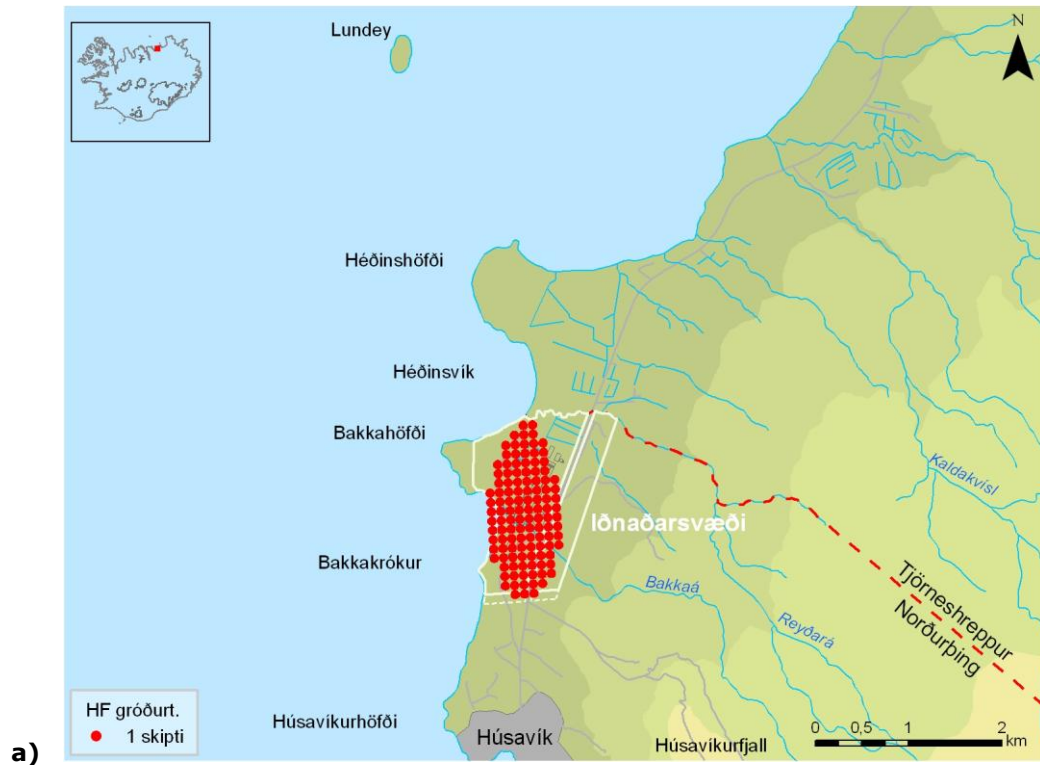 Lundey
N
Héðinshöfði
Héðinsvík
Bakkahöfði
Kaldakvísl
Iðnaðarsvæði
Bakkakrókur
Bakkaá
Reyðará
Tjörneshreppur
Norðurþing
HF gróðurt.
1 skipti
Húsavíkurhöfði
Húsavík
Húsavíkurfjall
0 0,5 1 2
km
a)